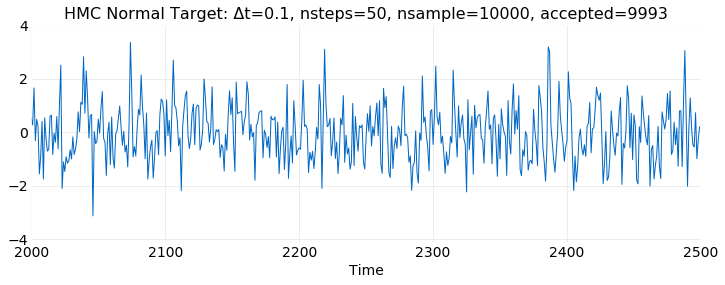 HMC Normal Target: Δt=0.1, nsteps=50, nsample=10000, accepted=9993
4
2
0
−2
−4
2000 2100 2200 2300 2400 2500
Time